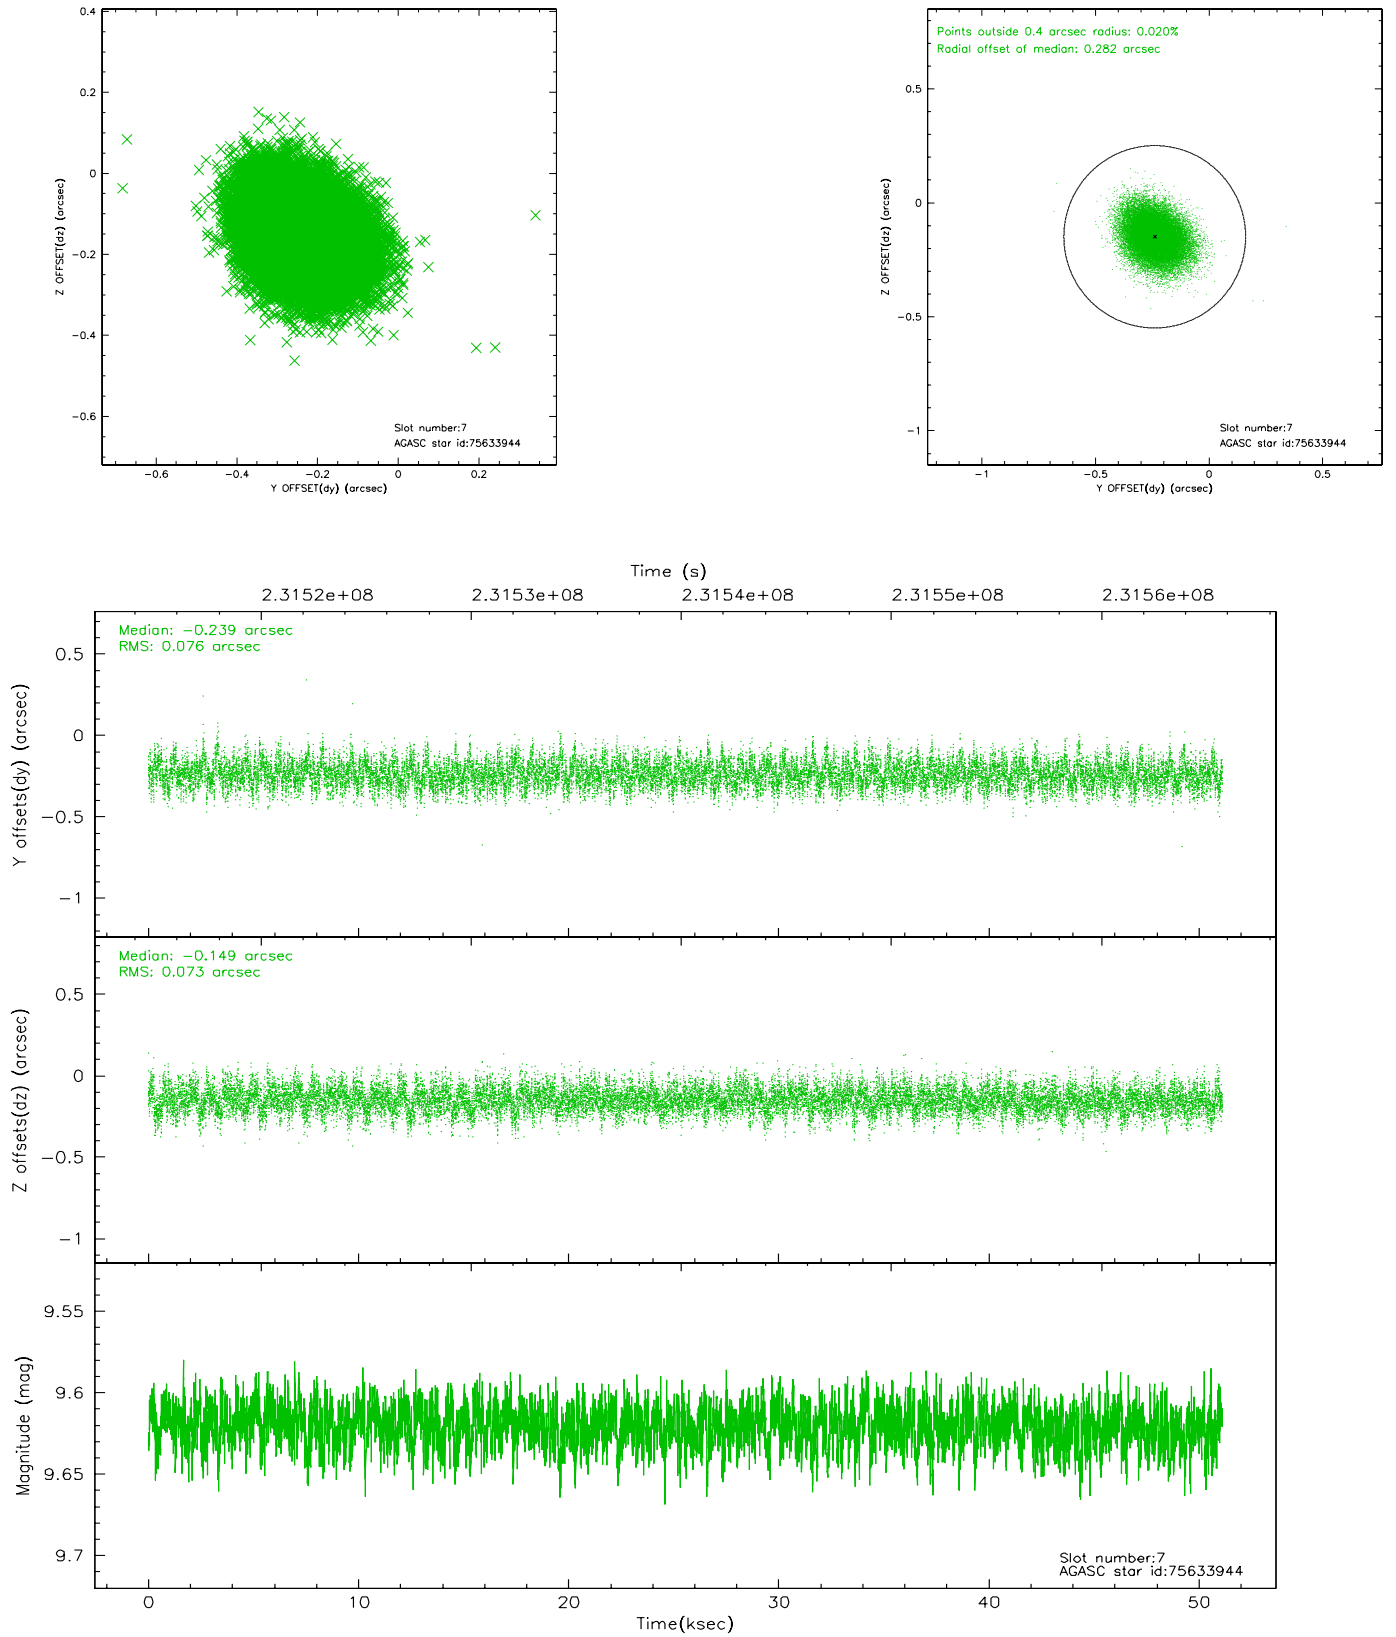 0.4
0.2
0
−0.2
−0.4
−0.6
Z OFFSET(dz) (arcsec)
−0.6
−0.4
−0.2
0
0.2
Y OFFSET(dy) (arcsec)
Slot number:7
AGASC star id:75633944
Points outside 0.4 arcsec radius: 0.020%
Radial offset of median: 0.282 arcsec
0.5
0
−0.5
−1
Z OFFSET(dz) (arcsec)
−1
−0.5
0
0.5
Y OFFSET(dy) (arcsec)
Slot number:7
AGASC star id:75633944
Time (s)
2.3152e+08
2.3153e+08
2.3154e+08
2.3155e+08
2.3156e+08
Median: −0.239 arcsec
RMS: 0.076 arcsec
0.5
0
−0.5
−1
Y offsets(dy) (arcsec)
Median: −0.149 arcsec
RMS: 0.073 arcsec
0.5
0
−0.5
−1
Z offsets(dz) (arcsec)
9.55
9.6
9.65
9.7
Magnitude (mag)
Slot number:7
AGASC star id:75633944
0
10
20
30
40
50
Time(ksec)